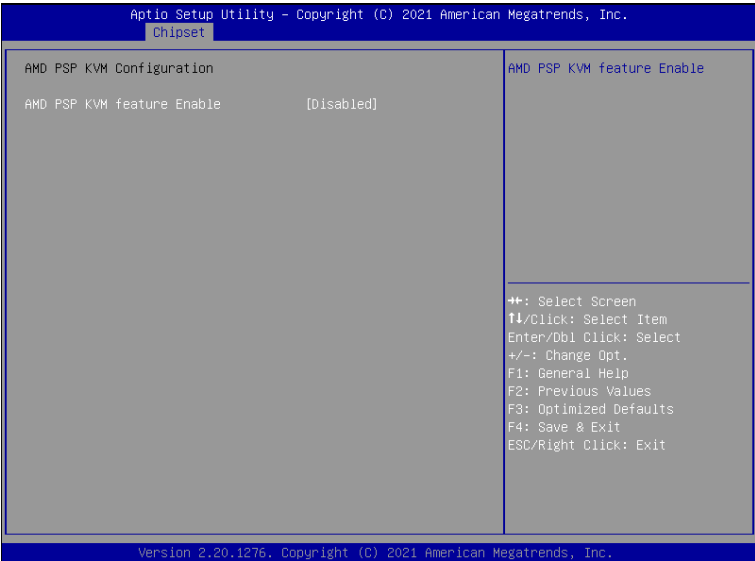 Aptio Setup Utility – Copyright (C) 2021 American Megatrends, Inc.
Chipset
AMD PSP KVM Configuration
AMD PSP KVM feature Enable [Disabled]
AMD PSP KVM feature Enable
→←: Select Screen
↑↓/Click: Select Item
Enter/Dbl Click: Select
+/-: Change Opt.
F1: General Help
F2: Previous Values
F3: Optimized Defaults
F4: Save & Exit
ESC/Right Click: Exit
Version 2.20.1276. Copyright (C) 2021 American Megatrends, Inc.